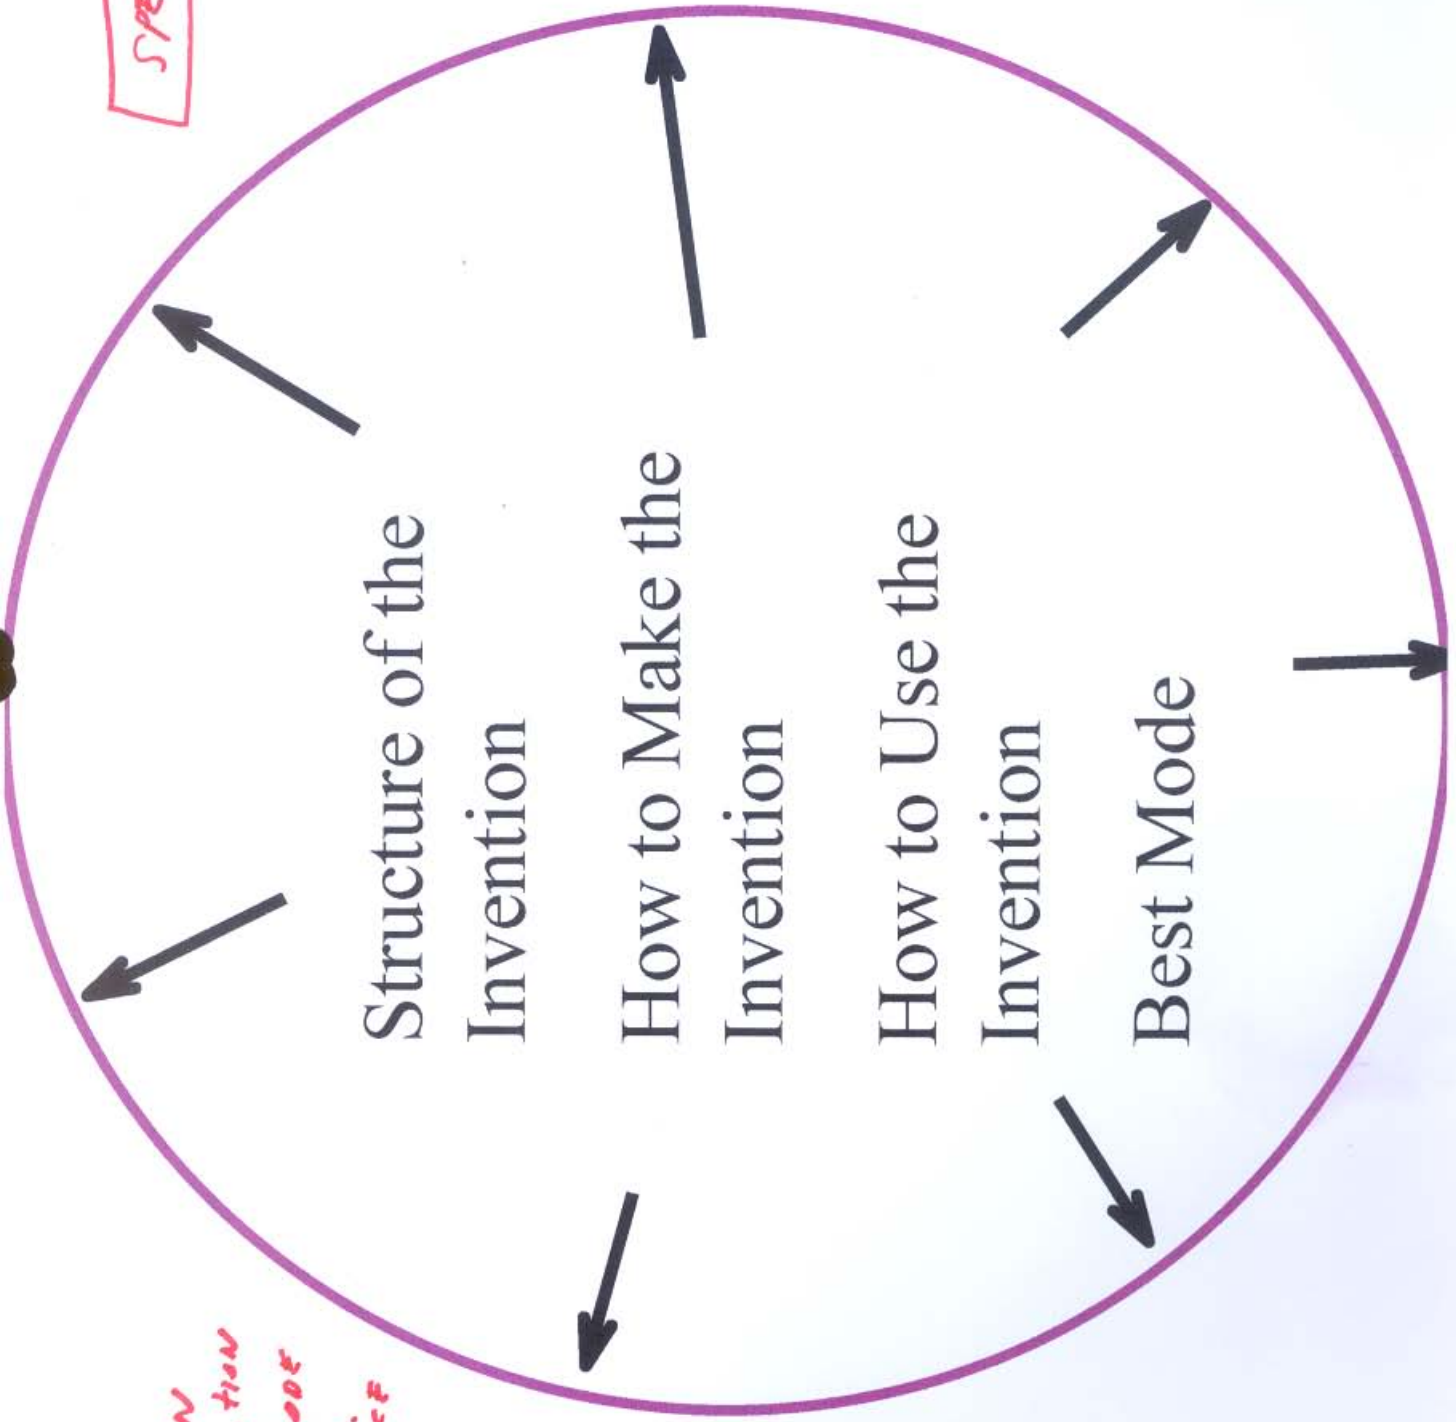 Structure of the
Invention
How to Make the
Invention
How to Use the
Invention
Best Mode